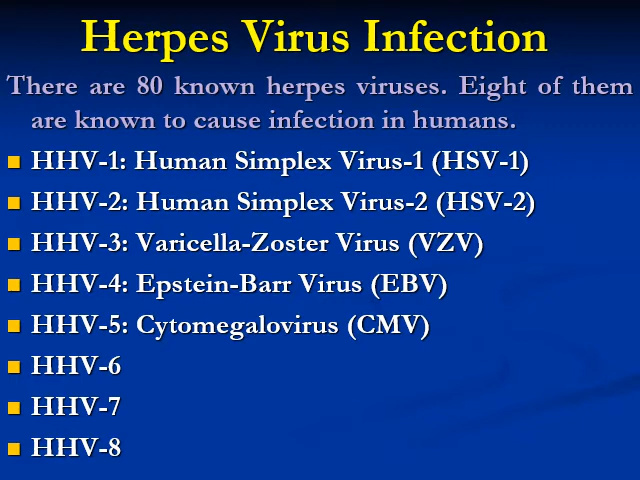 Herpes Virus Infection
There are 80 known herpes viruses. Eight of them
are known to cause infection in humans.
HHV-1: Human Simplex Virus-1 (HSV-1)
HHV-2: Human Simplex Virus-2 (HSV-2)
HHV-3: Varicella-Zoster Virus (VZV)
HHV-4: Epstein-Barr Virus (EBV)
HHV-5: Cytomegalovirus (CMV)
HHV-6
HHV-7
HHV-8